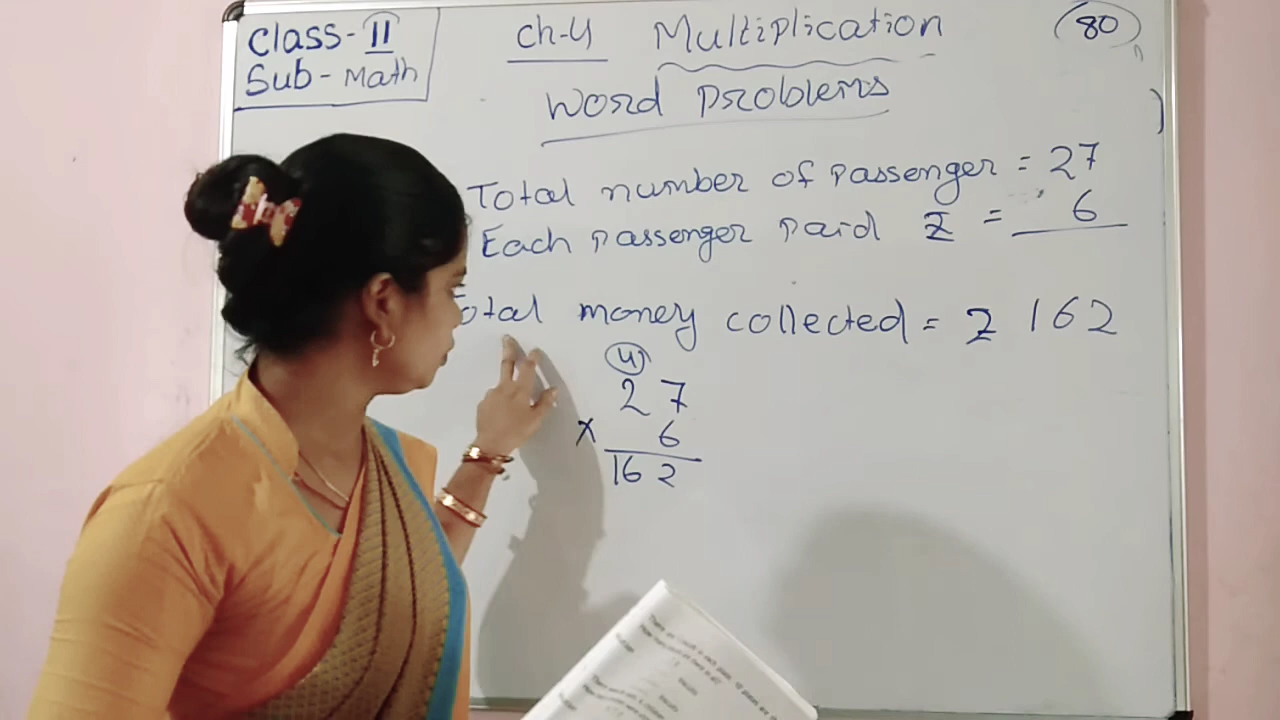 Class-II
Sub-Math
Ch-4 Multiplication
80
Word Problems
Total number of Passenger = 27
Each Passenger Paid ₹ = 6
Total money collected = ₹ 162
4
27
x 6
162